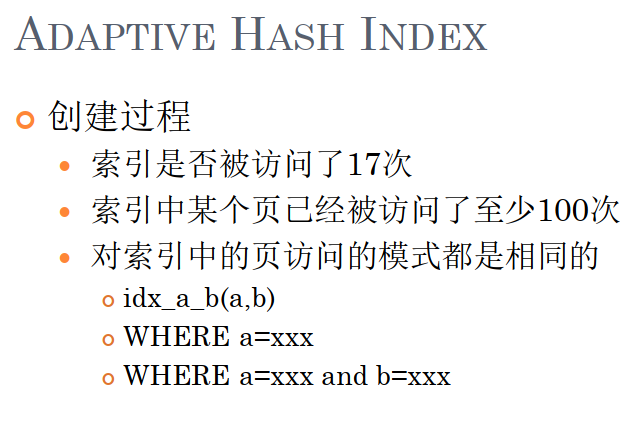 ADAPTIVE HASH INDEX
创建过程
索引是否被访问了17次
索引中某个页已经被访问了至少100次
对索引中的页访问的模式都是相同的
idx_a_b(a,b)
WHERE a=xxx
WHERE a=xxx and b=xxx